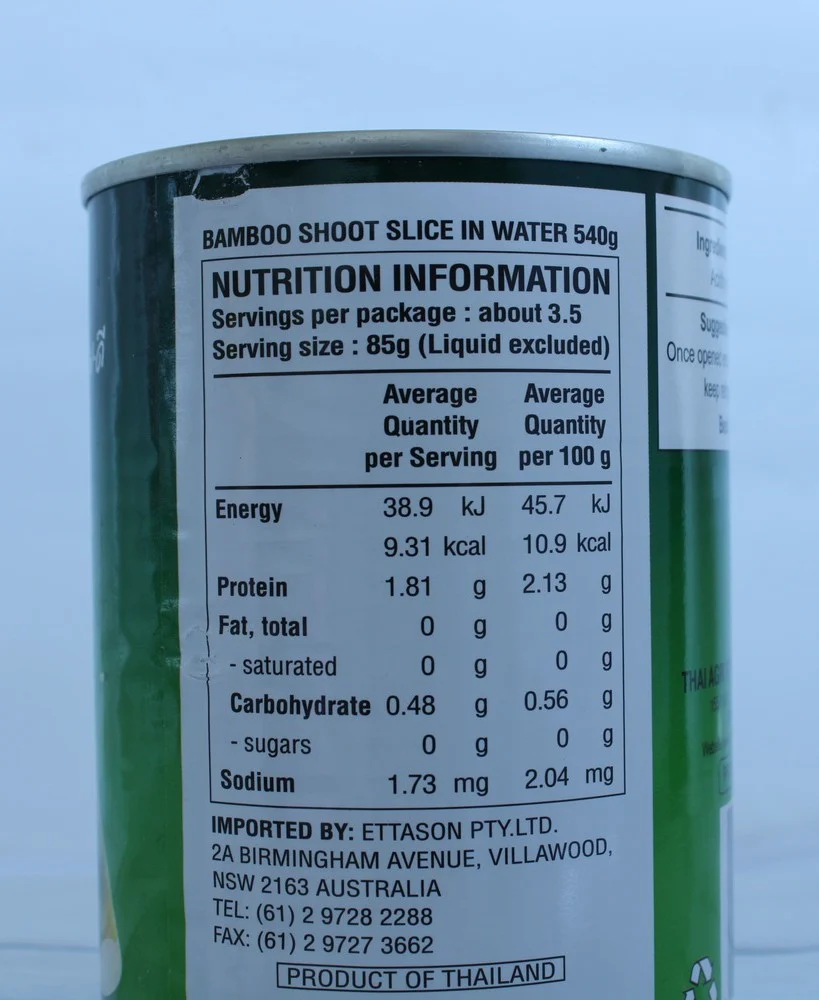 BAMBOO SHOOT SLICE IN WATER 540g
NUTRITION INFORMATION
Servings per package : about 3.5
Serving size : 85g (Liquid excluded)
Average Average
Quantity Quantity
per Serving per 100 g
Energy 38.9 kJ 45.7 kJ
9.31 kcal 10.9 kcal
Protein 1.81 g 2.13 g
Fat, total 0 g 0 g
- saturated 0 g 0 g
Carbohydrate 0.48 g 0.56 g
- sugars 0 g 0 g
Sodium 1.73 mg 2.04 mg
IMPORTED BY: ETTASON PTY.LTD.
2A BIRMINGHAM AVENUE, VILLAWOOD,
NSW 2163 AUSTRALIA
TEL: (61) 2 9728 2288
FAX: (61) 2 9727 3662
PRODUCT OF THAILAND
Once opened
keep
THAI